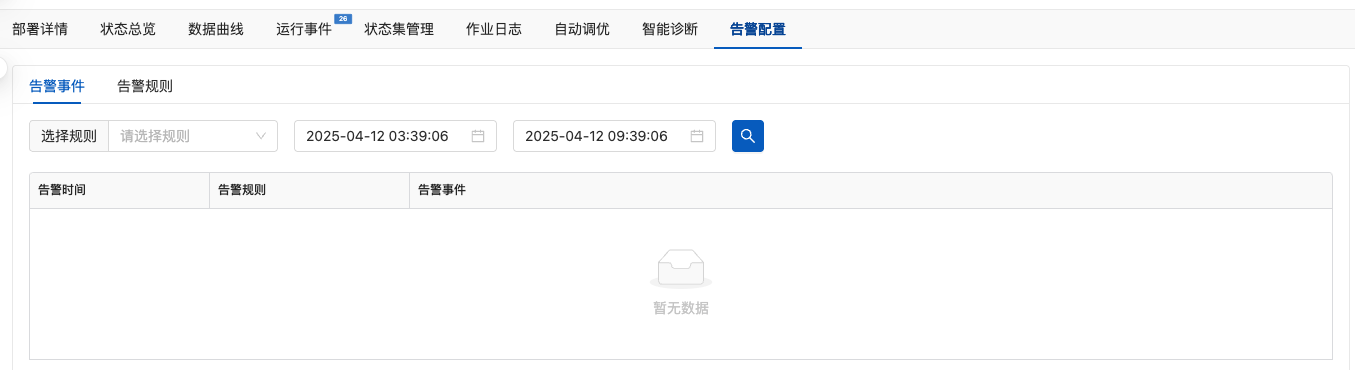 部署详情 状态总览 数据曲线 运行事件 26 状态集管理 作业日志 自动调优 智能诊断 告警配置
告警事件 告警规则
选择规则 请选择规则 2025-04-12 03:39:06 2025-04-12 09:39:06
告警时间 告警规则 告警事件
暂无数据